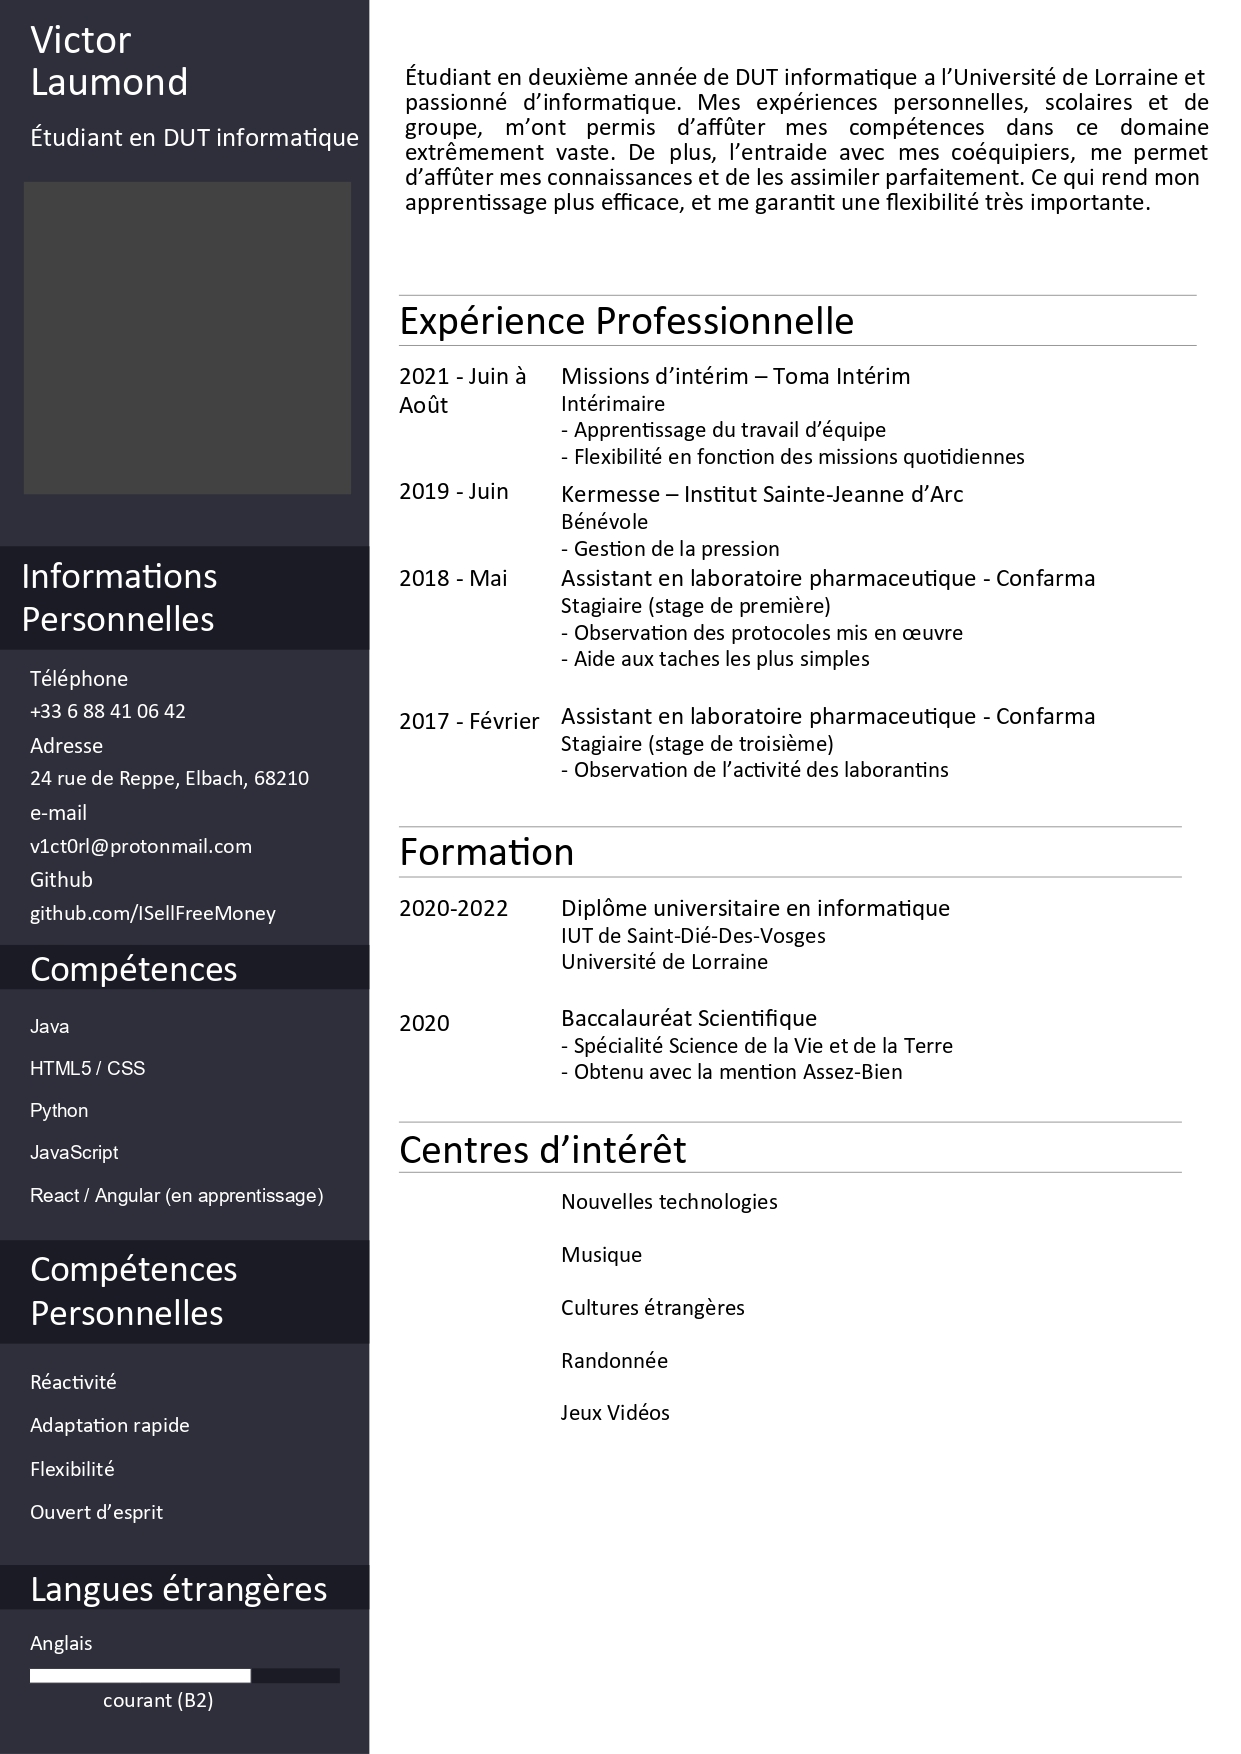 Victor
Laumond
Étudiant en DUT informatique
Informations
Personnelles
Téléphone
+33 6 88 41 06 42
Adresse
24 rue de Reppe, Elbach, 68210
e-mail
v1ct0rl@protonmail.com
Github
github.com/ISellFreeMoney
Compétences
Java
HTML5 / CSS
Python
JavaScript
React / Angular (en apprentissage)
Compétences
Personnelles
Réactivité
Adaptation rapide
Flexibilité
Ouvert d’esprit
Langues étrangères
Anglais
courant (B2)
Étudiant en deuxième année de DUT informatique a l’Université de Lorraine et
passionné d’informatique. Mes expériences personnelles, scolaires et de
groupe, m’ont permis d’affûter mes compétences dans ce domaine
extrêmement vaste. De plus, l’entraide avec mes coéquipiers, me permet
d’affûter mes connaissances et de les assimiler parfaitement. Ce qui rend mon
apprentissage plus efficace, et me garantit une flexibilité très importante.
Expérience Professionnelle
2021 - Juin à
Août
Missions d’intérim – Toma Intérim
Intérimaire
- Apprentissage du travail d’équipe
- Flexibilité en fonction des missions quotidiennes
2019 - Juin
Kermesse – Institut Sainte-Jeanne d’Arc
Bénévole
- Gestion de la pression
2018 - Mai
Assistant en laboratoire pharmaceutique - Confarma
Stagiaire (stage de première)
- Observation des protocoles mis en œuvre
- Aide aux taches les plus simples
2017 - Février
Assistant en laboratoire pharmaceutique - Confarma
Stagiaire (stage de troisième)
- Observation de l’activité des laborantins
Formation
2020-2022
Diplôme universitaire en informatique
IUT de Saint-Dié-Des-Vosges
Université de Lorraine
2020
Baccalauréat Scientifique
- Spécialité Science de la Vie et de la Terre
- Obtenu avec la mention Assez-Bien
Centres d’intérêt
Nouvelles technologies
Musique
Cultures étrangères
Randonnée
Jeux Vidéos